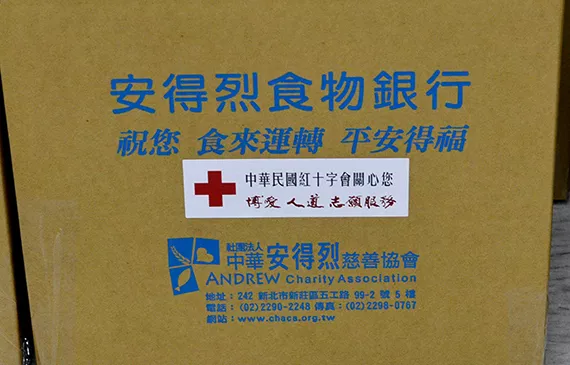 安得烈食物銀行
祝您 食來運轉 平安得福
中華民國紅十字會關心您
博愛 人道 志願服務
社團法人
中華安得烈慈善協會
ANDREW Charity Association
地址：242 新北市新莊區五工路 99-2 號 5 樓
電話：(02)2290-2248 傳真：(02)2298-0767
網站：www.chaca.org.tw